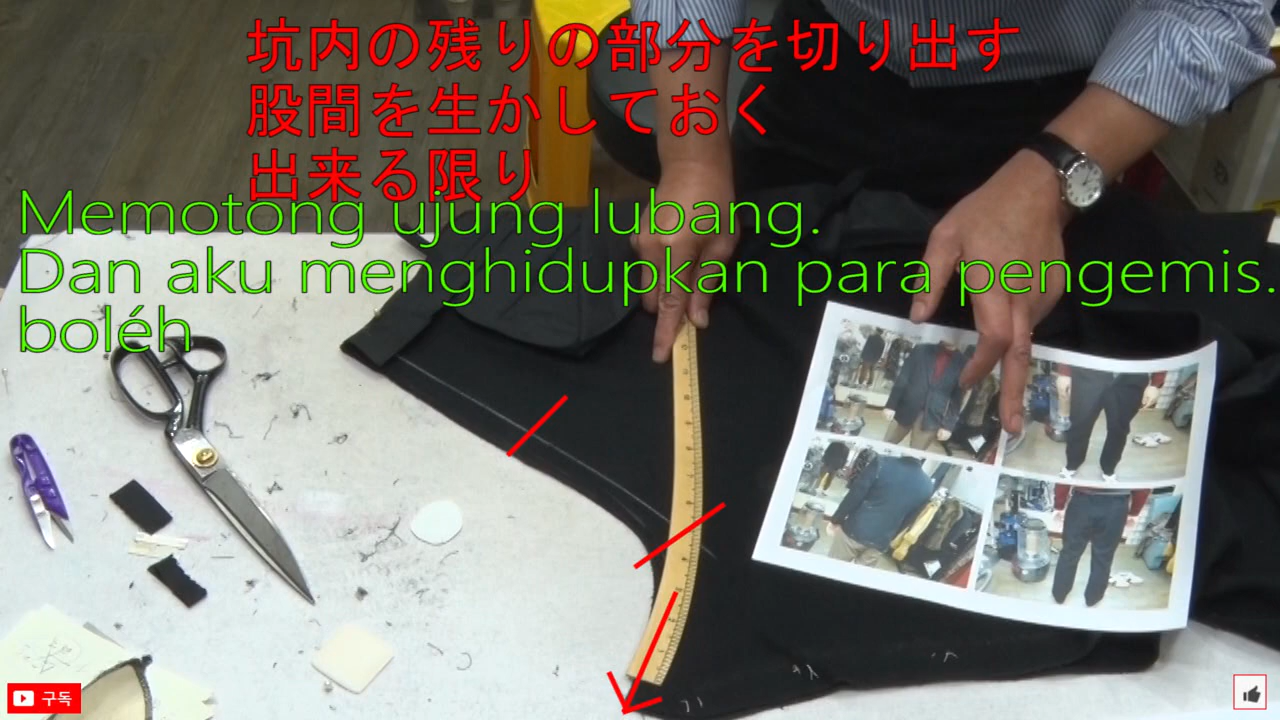 坑内の残りの部分を切り出す
股間を生かしておく
出来る限り
Memotong ujung lubang.
Dan aku menghidupkan para pengemis.
boléh
구독